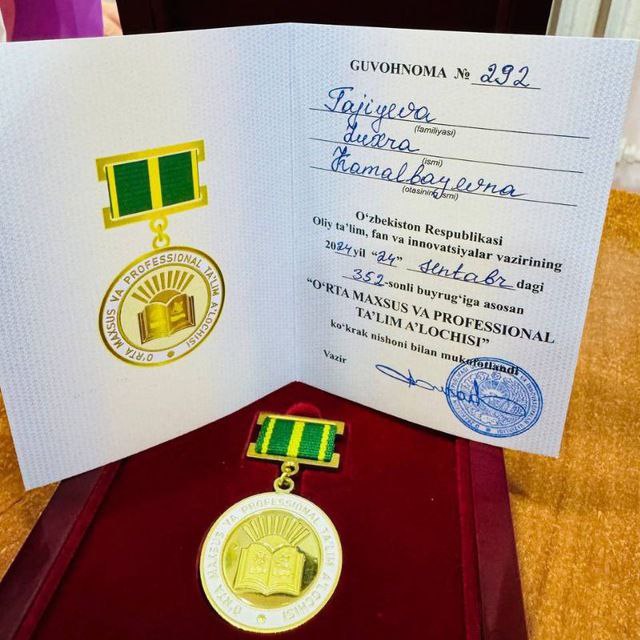 GUVOHNOMA № 292
Tajiyeva
(familiyasi)
Zuxra
(ismi)
Kamalbayevna
(otasining ismi)
O‘zbekiston Respublikasi
Oliy ta’lim, fan va innovatsiyalar vazirining
2024 yil “24” sentabr dagi
352-sonli buyrug‘iga asosan
“O‘RTA MAXSUS VA PROFESSIONAL
TA’LIM A’LOCHISI”
ko‘krak nishoni bilan mukofotlandi
Vazir
O‘RTA MAXSUS VA PROFESSIONAL TA’LIM A’LOCHISI
O‘RTA MAXSUS VA PROFESSIONAL TA’LIM A’LOCHISI